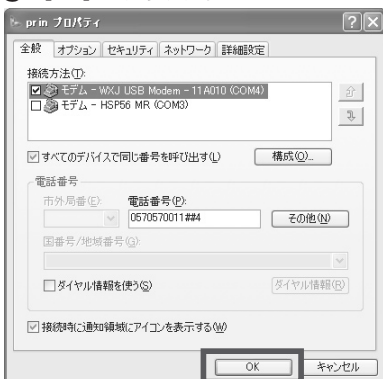 prin プロパティ
全般 オプション セキュリティ ネットワーク 詳細設定
接続方法(T):
モデム - WXJ USB Modem - 11A010 (COM4)
モデム - HSP56 MR (COM3)
すべてのデバイスで同じ番号を呼び出す(L) 構成(O)...
電話番号
市外局番(E): 電話番号(P):
0570570011##4 その他(N)
国番号/地域番号(G):
ダイヤル情報を使う(S) ダイヤル情報(R)
接続時に通知領域にアイコンを表示する(W)
OK キャンセル